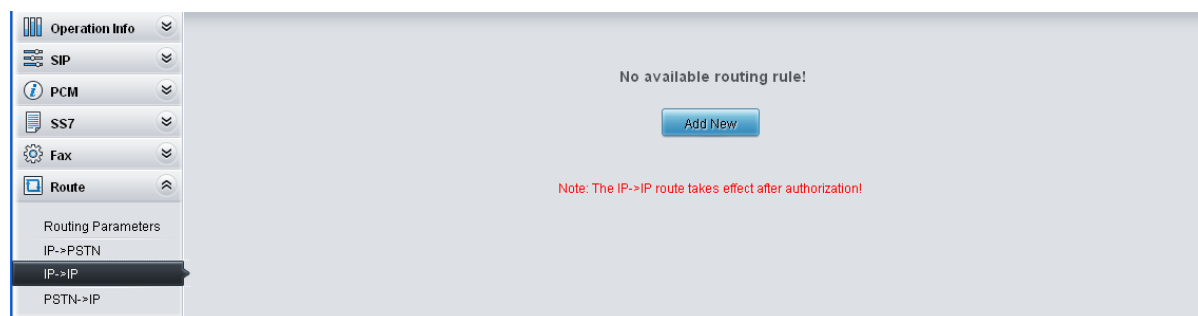 Operation Info
SIP
PCM
SS7
Fax
Route
Routing Parameters
IP->PSTN
IP->IP
PSTN->IP
No available routing rule!
Add New
Note: The IP->IP route takes effect after authorization!